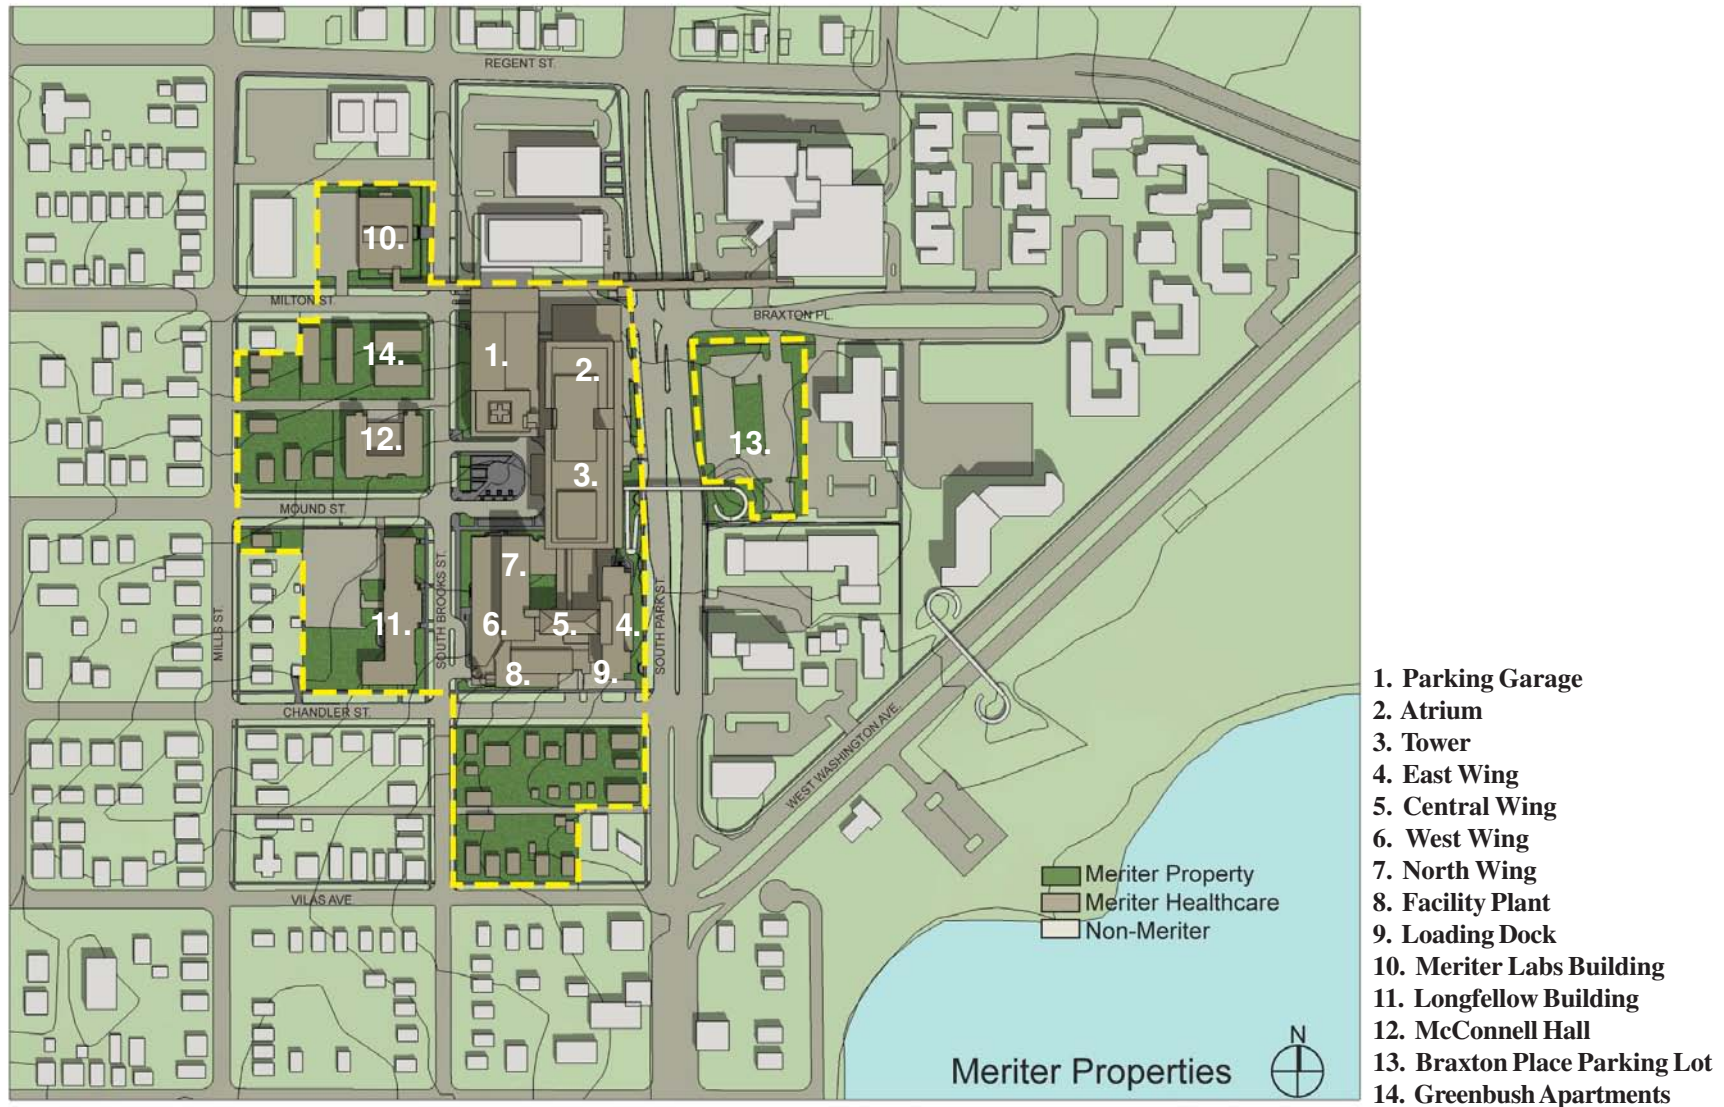 REGENT ST.
10.
MILTON ST.
BRAXTON PL.
1.
14.
2.
12.
13.
3.
MOUND ST.
7.
MILLS ST.
SOUTH BROOKS ST.
SOUTH PARK ST.
11.
6.
5.
4.
8.
9.
CHANDLER ST.
WEST WASHINGTON AVE.
VILAS AVE.
Meriter Property
Meriter Healthcare
Non-Meriter
N
Meriter Properties
1. Parking Garage
2. Atrium
3. Tower
4. East Wing
5. Central Wing
6. West Wing
7. North Wing
8. Facility Plant
9. Loading Dock
10. Meriter Labs Building
11. Longfellow Building
12. McConnell Hall
13. Braxton Place Parking Lot
14. Greenbush Apartments